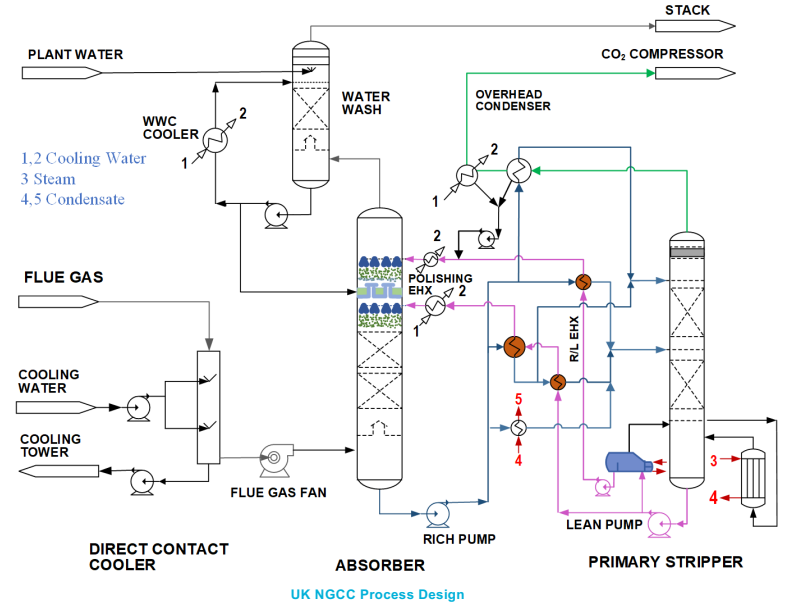 STACK
PLANT WATER
CO₂ COMPRESSOR
OVERHEAD
CONDENSER
WATER
WASH
WWC
COOLER
2
1
2
1
1,2 Cooling Water
3 Steam
4,5 Condensate
2
POLISHING
EHX
2
1
FLUE GAS
R/L EHX
COOLING
WATER
5
4
COOLING
TOWER
3
4
FLUE GAS FAN
LEAN PUMP
RICH PUMP
DIRECT CONTACT
COOLER
ABSORBER
PRIMARY STRIPPER
UK NGCC Process Design